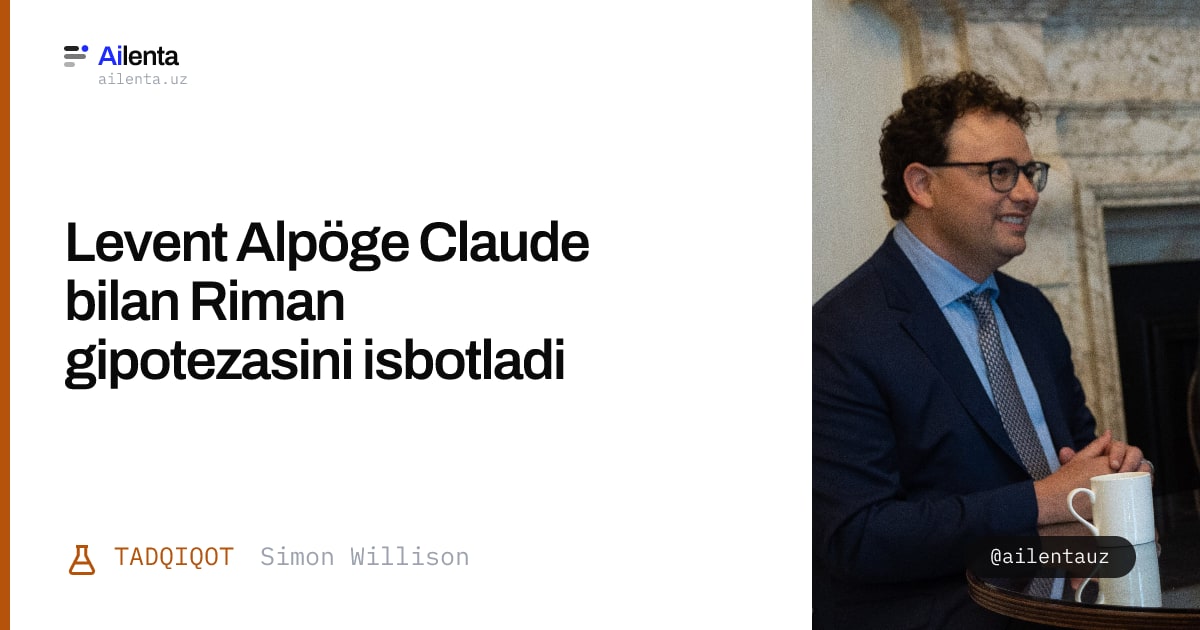 Ailenta
ailenta.uz
Levent Alpöge Claude
bilan Riman
gipotezasini isbotladi
TADQIQOT Simon Willison
@ailentauz